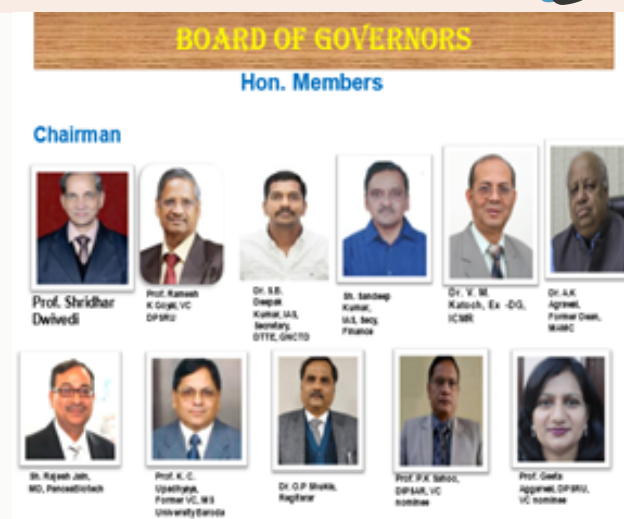 BOARD OF GOVERNORS
Hon. Members
Chairman
Prof. Shridhar
Dwivedi
Prof. Ramesh
K Goyal, VC
DPSRU
Dr. S.B.
Deepak
Kumar, IAS,
Secretary,
DTTE, GNCTD
Sh. Sandeep
Kumar,
IAS, Secy,
Finance
Dr. V. M.
Katoch, Ex -DG,
ICMR
Dr. A.K
Agrawal,
Former Dean,
MAMC
Sh. Rajesh Jain,
MD, PanceaBiotech
Prof. K. C.
Upadhyay,
Former VC, MS
University Baroda
Dr. O.P Shukla,
Registrar
Prof. P.K Sahoo,
DIPSAR, VC
nominee
Prof. Geeta
Aggarwal, DPSRU,
VC nominee